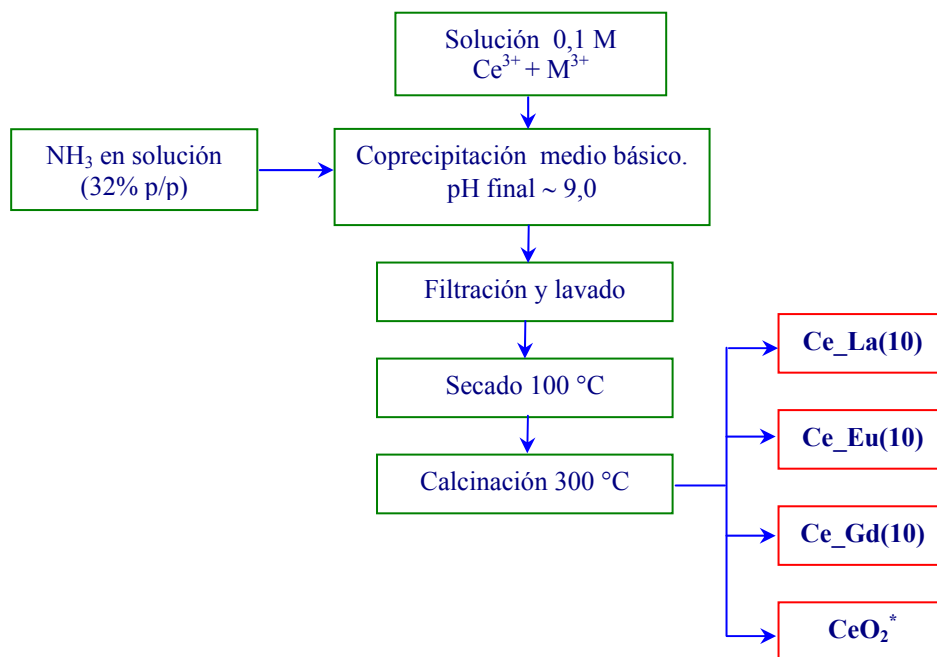 Solución 0,1 M
Ce³⁺ + M³⁺
NH₃ en solución
(32% p/p)
Coprecipitación medio básico.
pH final ~ 9,0
Filtración y lavado
Secado 100 °C
Calcinación 300 °C
Ce_La(10)
Ce_Eu(10)
Ce_Gd(10)
CeO₂*